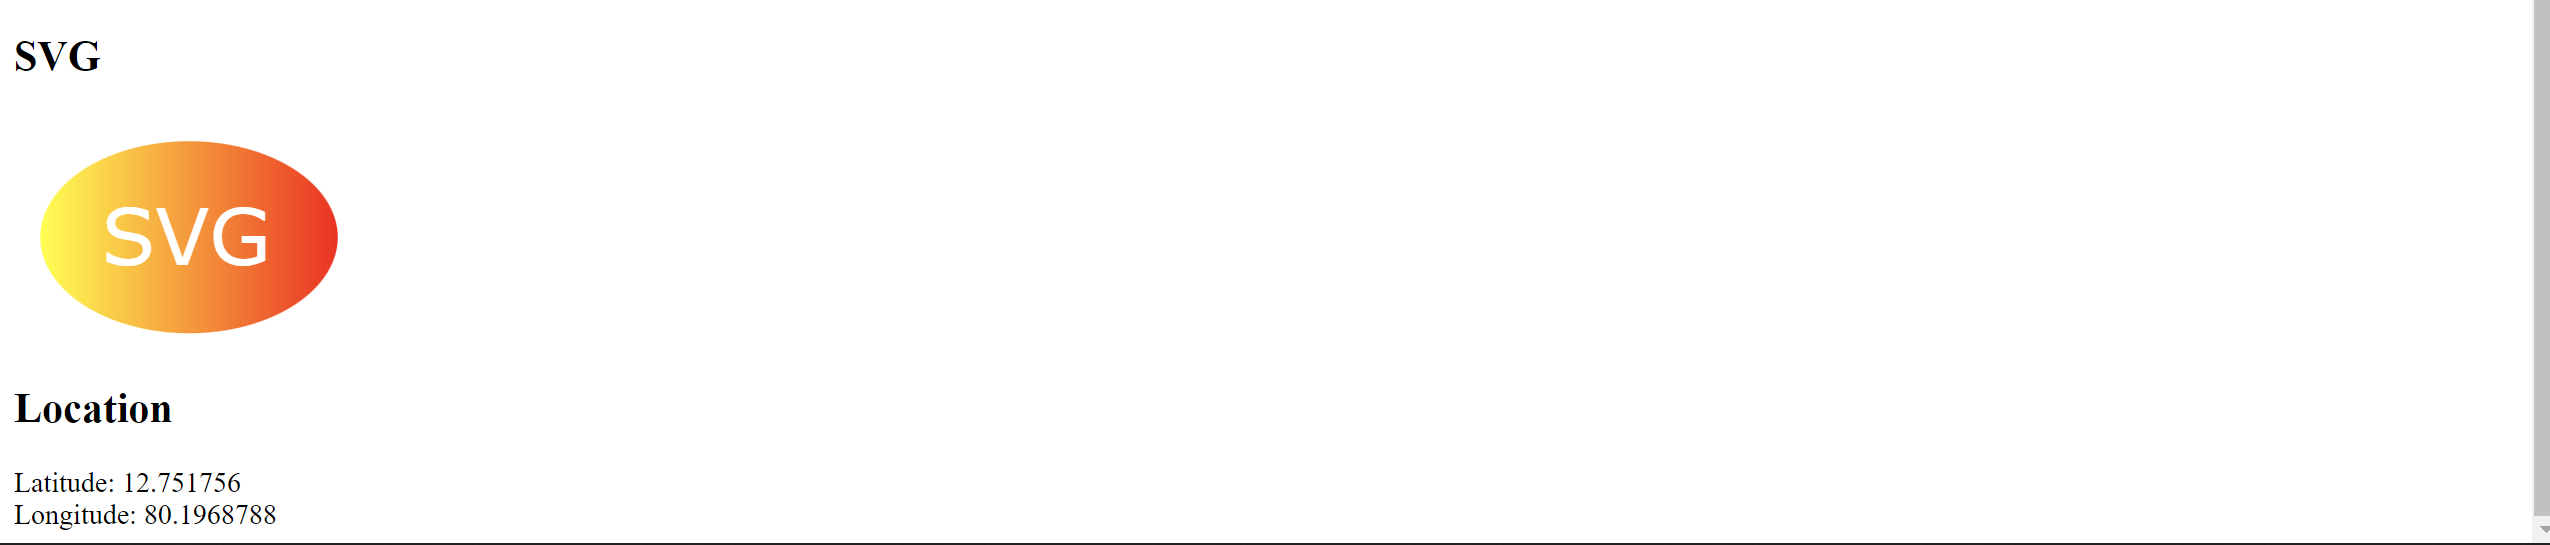 SVG
SVG
Location
Latitude: 12.751756
Longitude: 80.1968788